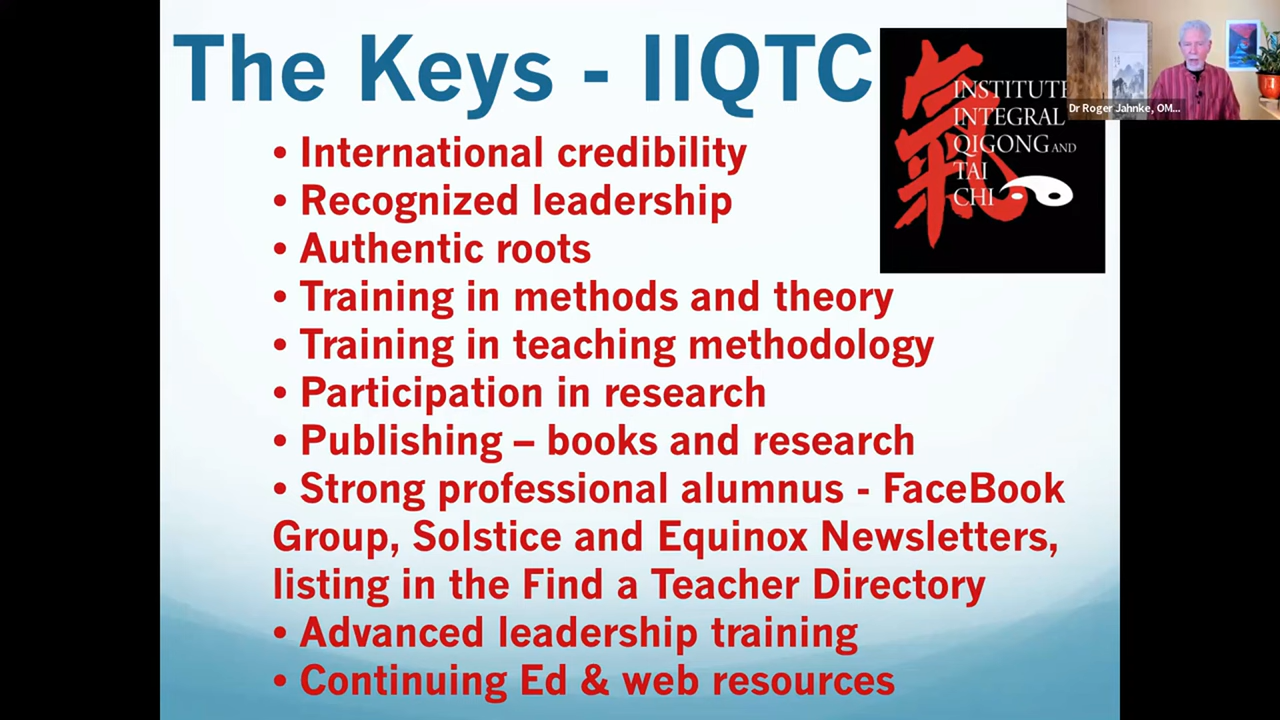 The Keys - IIQTC
• International credibility
• Recognized leadership
• Authentic roots
• Training in methods and theory
• Training in teaching methodology
• Participation in research
• Publishing – books and research
• Strong professional alumnus - FaceBook
Group, Solstice and Equinox Newsletters,
listing in the Find a Teacher Directory
• Advanced leadership training
• Continuing Ed & web resources
氣
INSTITUTE
INTEGRAL
QIGONG AND
TAI
CHI
Dr Roger Jahnke, OM...